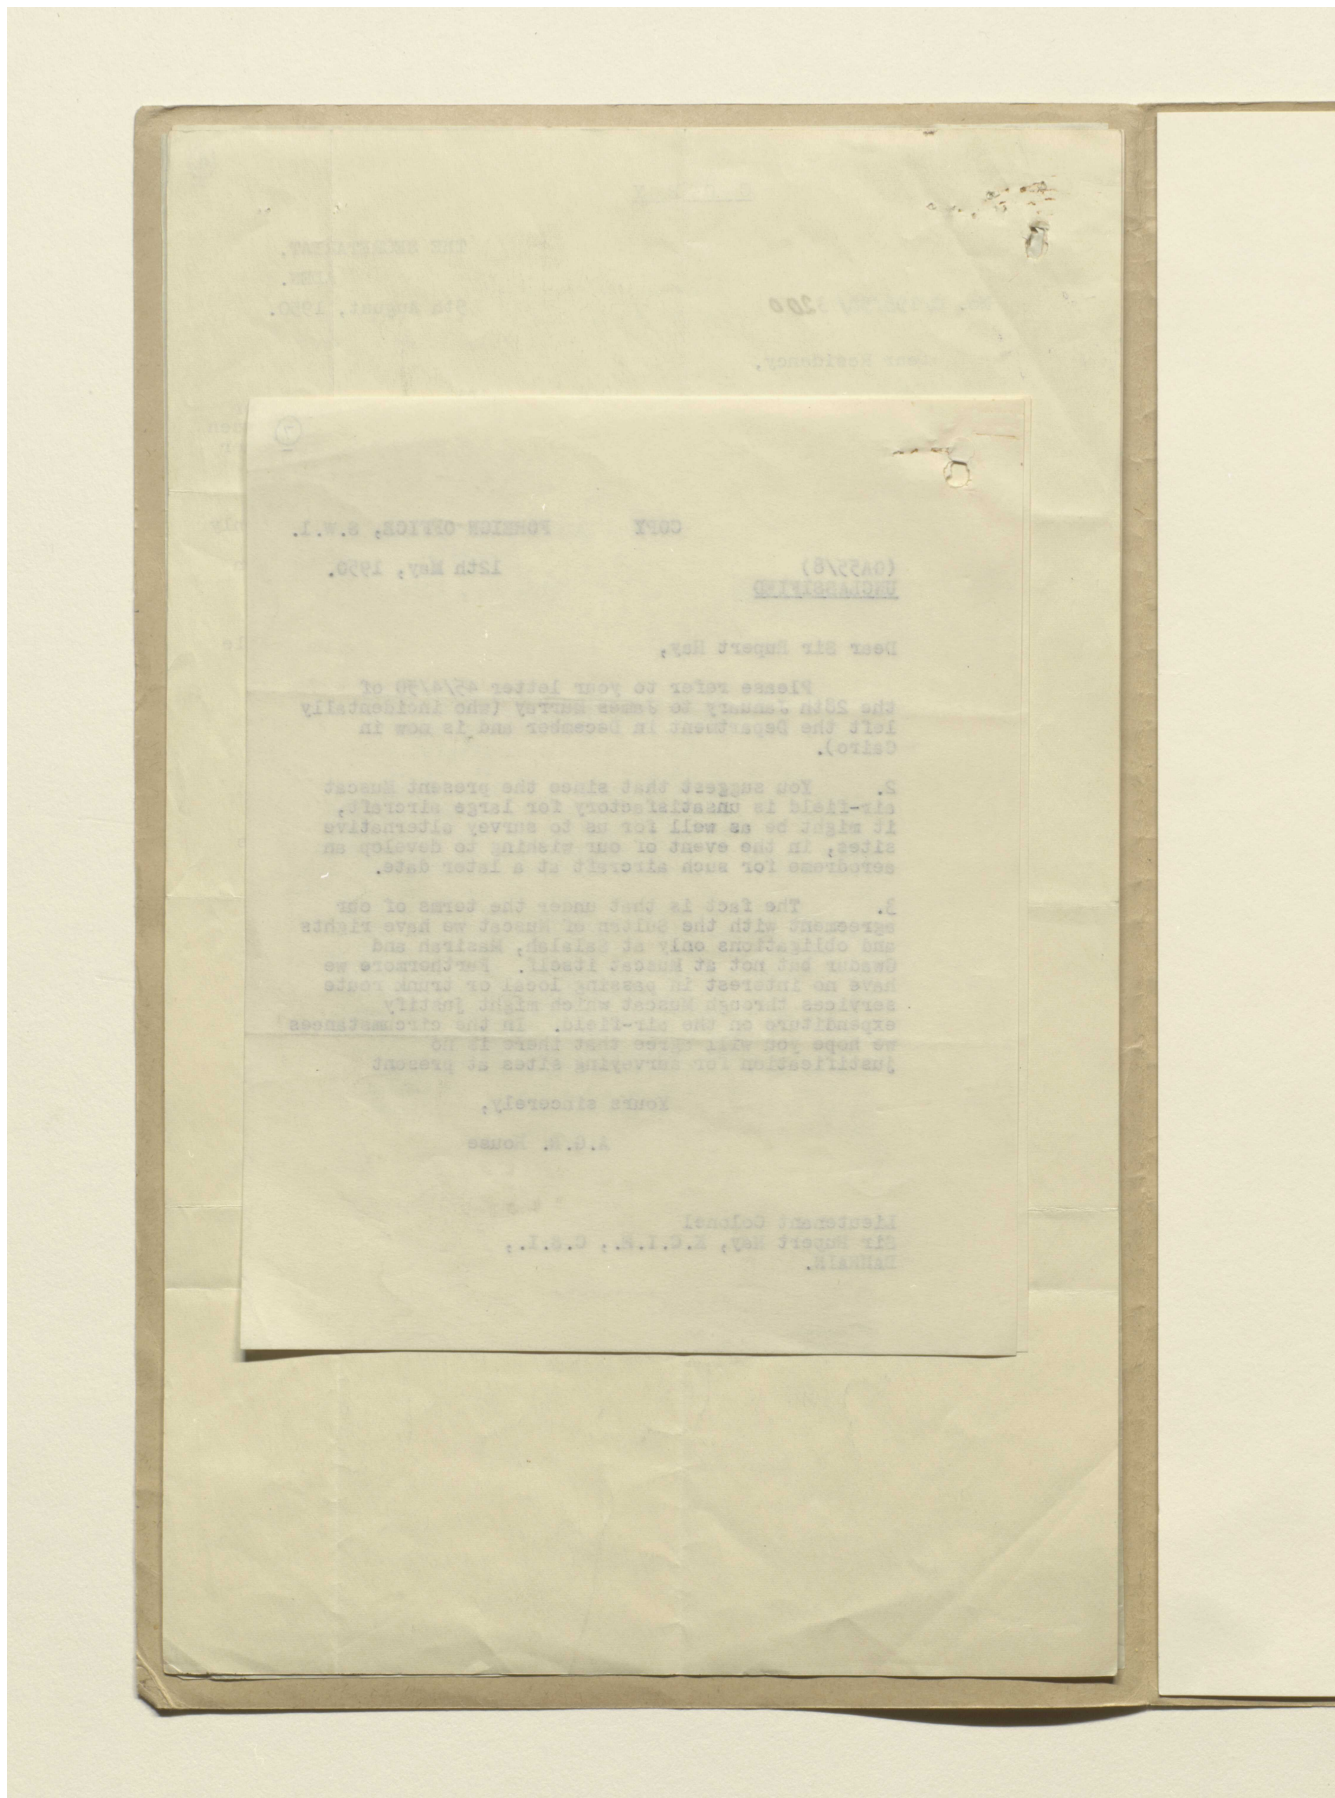 THE SECRETARIAT,
ADEN.
9th August, 1950.
3200
Dear Residency,
7
COPY FOREIGN OFFICE, S.W.1.
(GA55/8) 12th May, 1950.
UNCLASSIFIED
Dear Sir Rupert Hay,
Please refer to your letter 45/4/50 of
the 28th January to James Murray (who incidentally
left the Department in December and is now in
Cairo).
2. You suggest that since the present Muscat
air-field is unsatisfactory for large aircraft,
it might be as well for us to survey alternative
sites, in the event of our wishing to develop an
aerodrome for such aircraft at a later date.
3. The fact is that under the terms of our
agreement with the Sultan of Muscat we have rights
and obligations only at Salalah, Masirah and
Gwadur but not at Muscat itself. Furthermore we
have no interest in passing local or trunk route
services through Muscat which might justify
expenditure on the air-field. In the circumstances
we hope you will agree that there is no
justification for surveying sites at present
Yours sincerely,
A.G.R. Rouse
Lieutenant Colonel
Sir Rupert Hay, K.C.I.E., C.S.I.,
BAHRAIN.